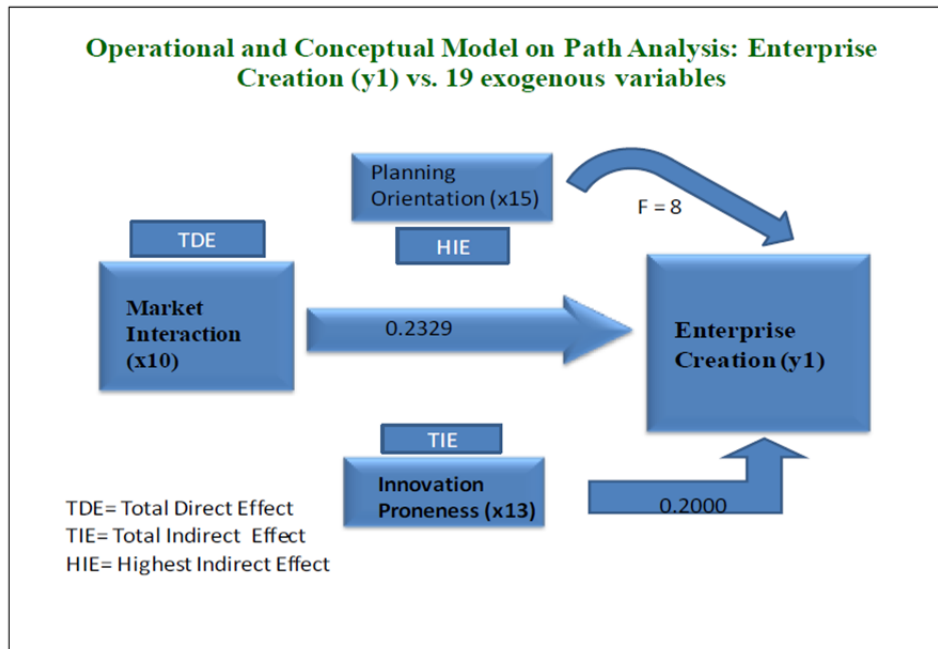 Operational and Conceptual Model on Path Analysis: Enterprise
Creation (y1) vs. 19 exogenous variables
Planning
Orientation (x15)
F = 8
TDE
HIE
Market
Interaction
(x10)
0.2329
Enterprise
Creation (y1)
TIE
Innovation
Proneness (x13)
0.2000
TDE= Total Direct Effect
TIE= Total Indirect Effect
HIE= Highest Indirect Effect